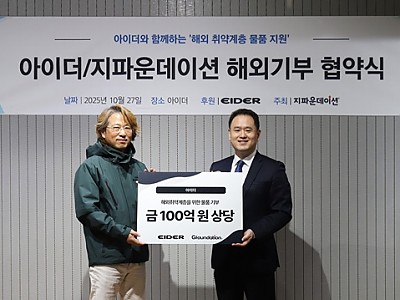 아이더와 함께하는 '해외 취약계층 물품 지원'
아이더/지파운데이션 해외기부 협약식
날짜 | 2025년 10월 27일 장소 | 아이더 후원 | EIDER 주최 | 지파운데이션
아이더
해외취약계층을 위한 물품 기부
금 100억 원 상당
EIDER Gfoundation